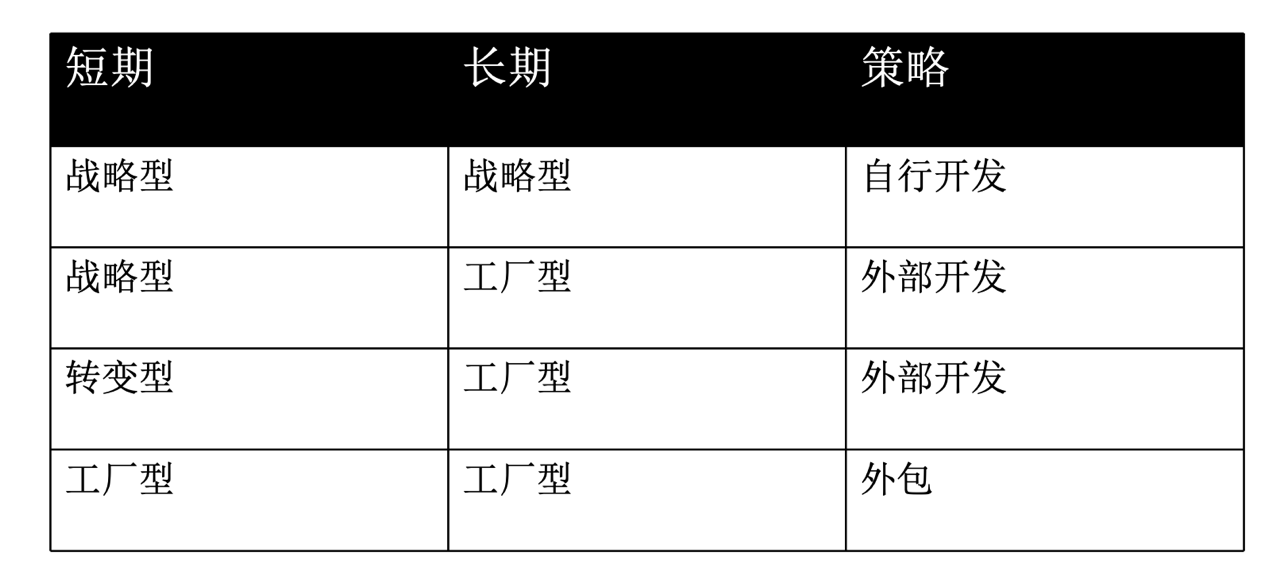 短期 长期 策略
战略型 战略型 自行开发
战略型 工厂型 外部开发
转变型 工厂型 外部开发
工厂型 工厂型 外包